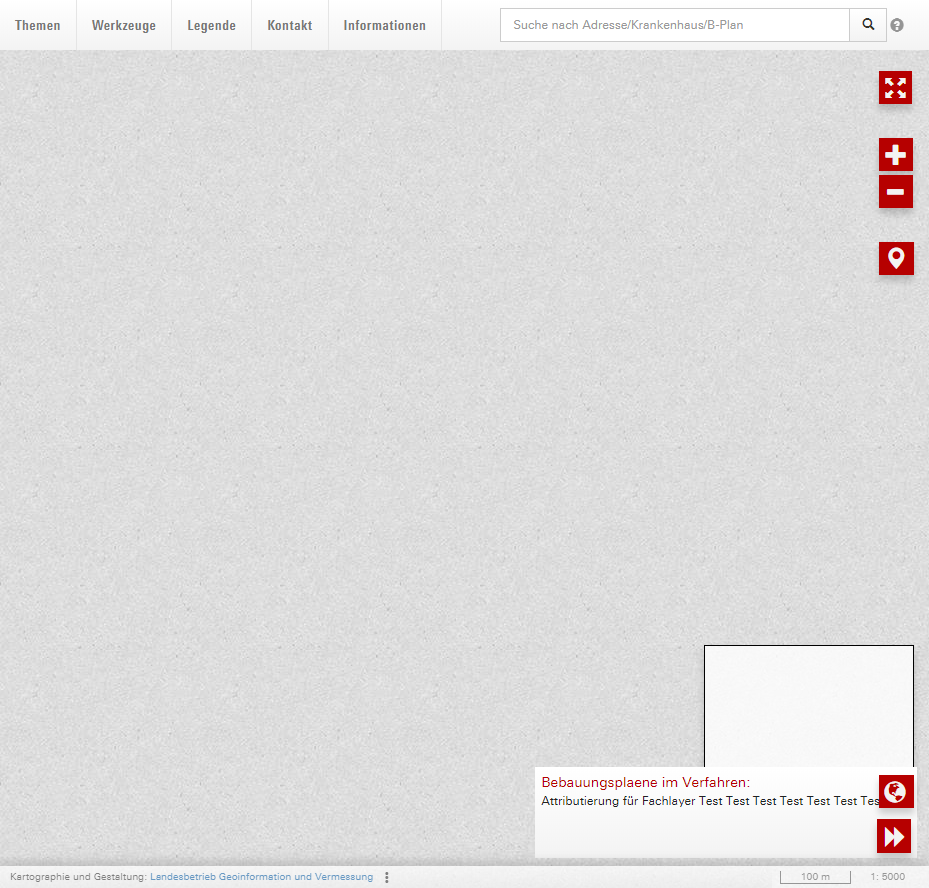 Themen Werkzeuge Legende Kontakt Informationen Suche nach Adresse/Krankenhaus/B-Plan
Bebauungsplaene im Verfahren:
Attributierung für Fachlayer Test Test Test Test Test Test Tes
Kartographie und Gestaltung: Landesbetrieb Geoinformation und Vermessung 100 m 1: 5000